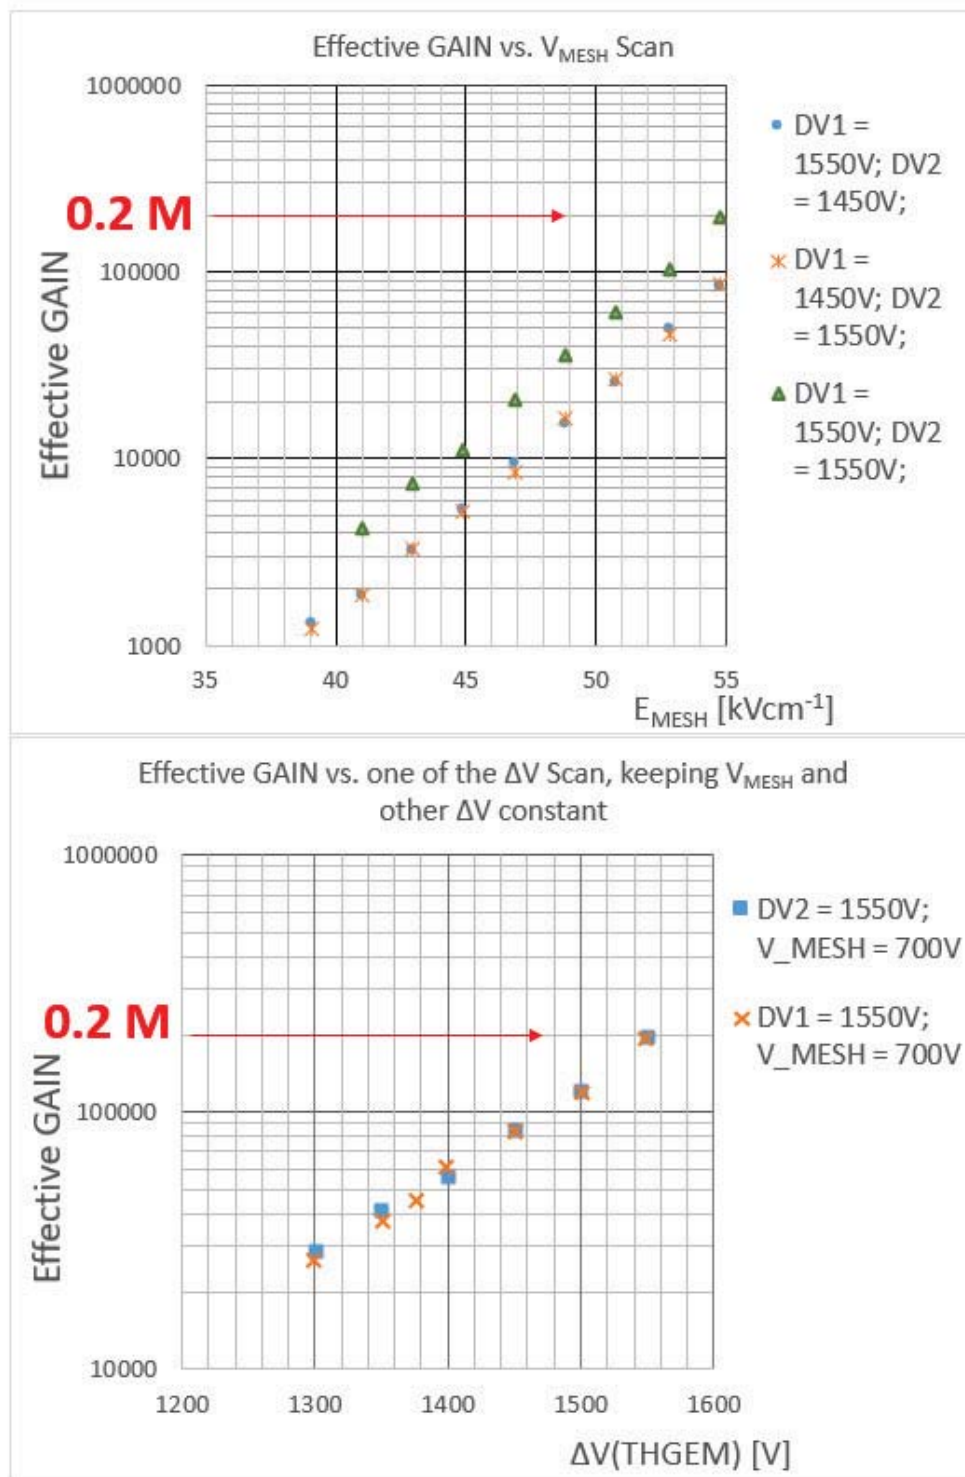 Effective GAIN vs. V_MESH Scan
1000000
0.2 M
100000
10000
1000
Effective GAIN
35 40 45 50 55
E_MESH [kVcm⁻¹]
DV1 =
1550V; DV2
= 1450V;
DV1 =
1450V; DV2
= 1550V;
DV1 =
1550V; DV2
= 1550V;
Effective GAIN vs. one of the ΔV Scan, keeping V_MESH and
other ΔV constant
1000000
0.2 M
100000
10000
Effective GAIN
1200 1300 1400 1500 1600
ΔV(THGEM) [V]
DV2 = 1550V;
V_MESH = 700V
DV1 = 1550V;
V_MESH = 700V